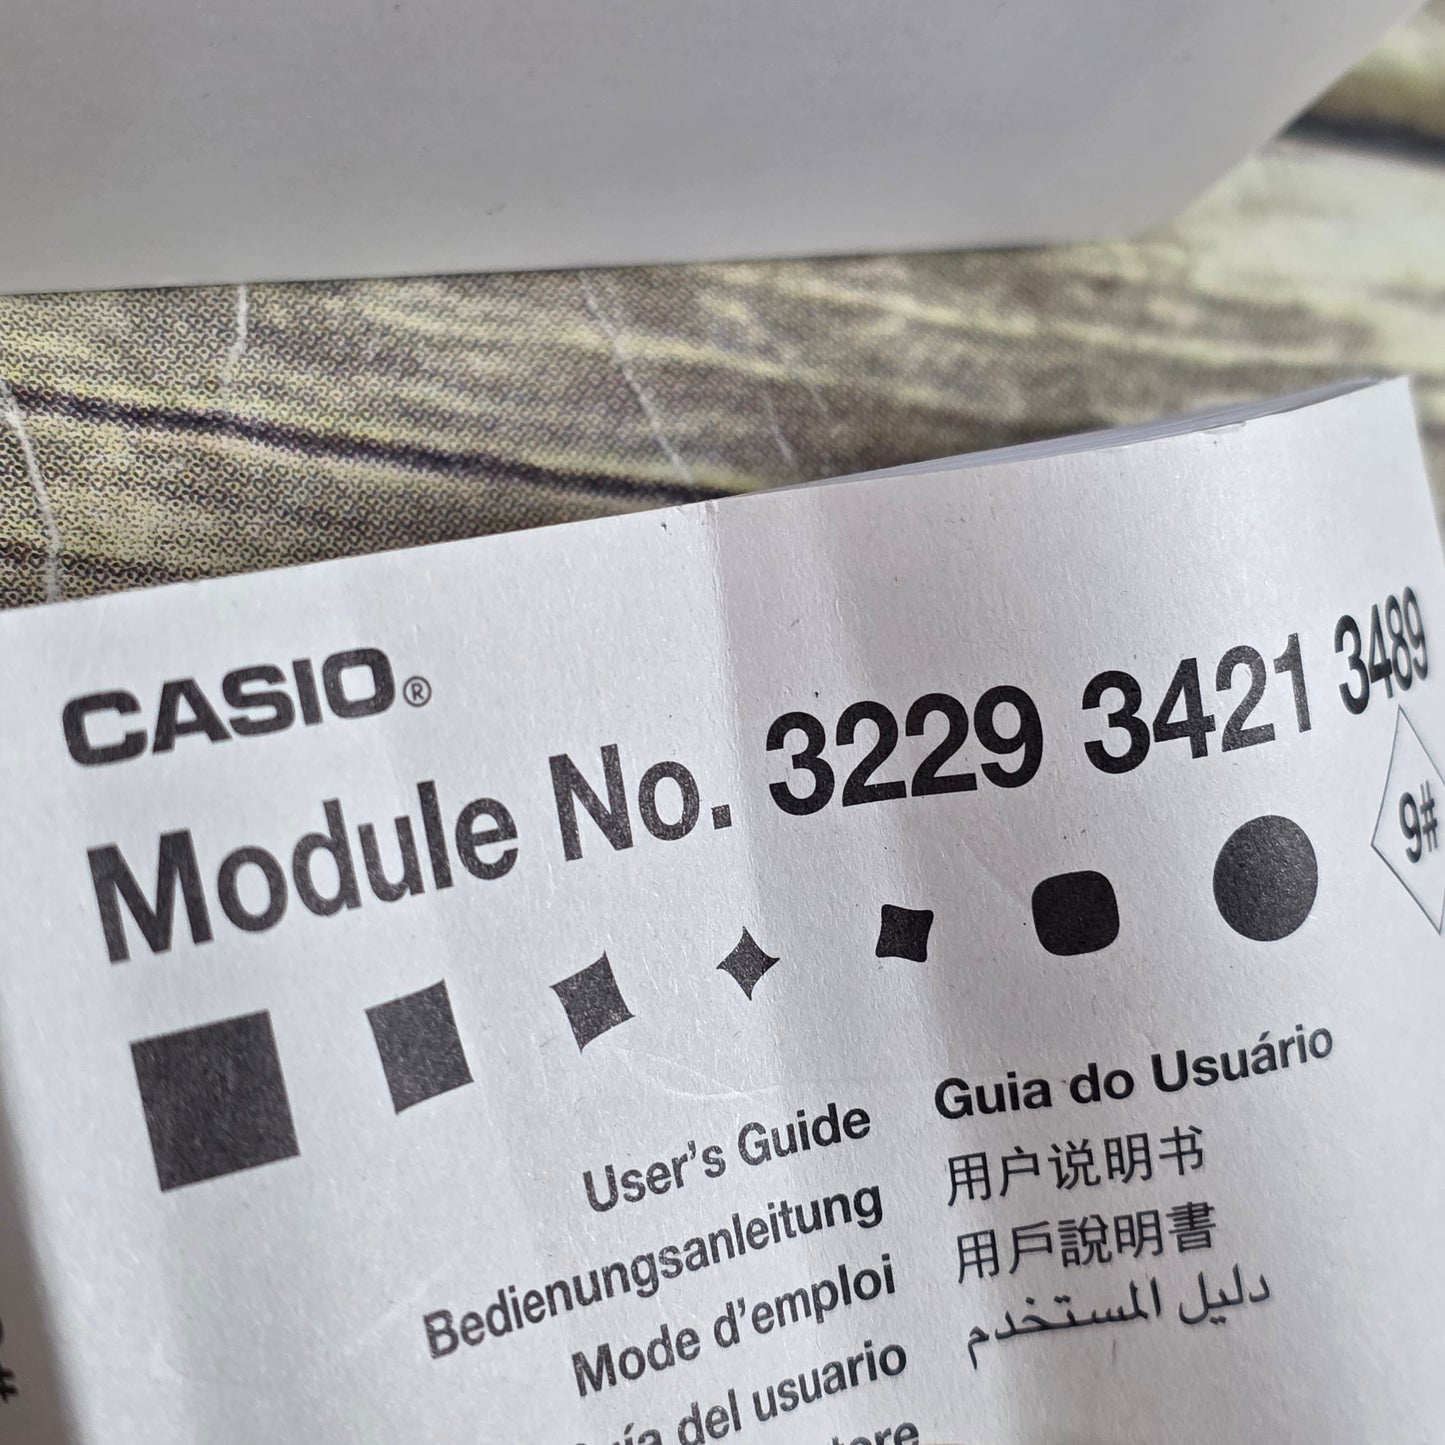 CASIO®
Module No. 3229 3421 3489
9#
User's Guide
Bedienungsanleitung
Mode d'emploi
del usuario
Guia do Usuário
用户说明书
用戶說明書
دليل المستخدم